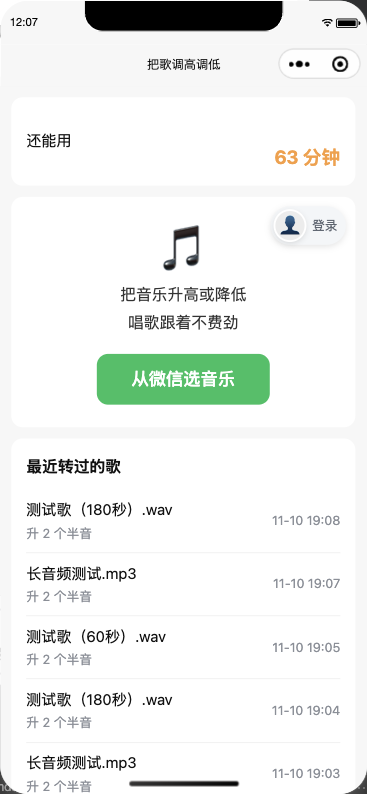 12:07
把歌调高调低
还能用
63 分钟
登录
把音乐升高或降低
唱歌跟着不费劲
从微信选音乐
最近转过的歌
测试歌（180秒）.wav
升 2 个半音
11-10 19:08
长音频测试.mp3
升 2 个半音
11-10 19:07
测试歌（60秒）.wav
升 2 个半音
11-10 19:05
测试歌（180秒）.wav
升 2 个半音
11-10 19:04
长音频测试.mp3
升 2 个半音
11-10 19:03